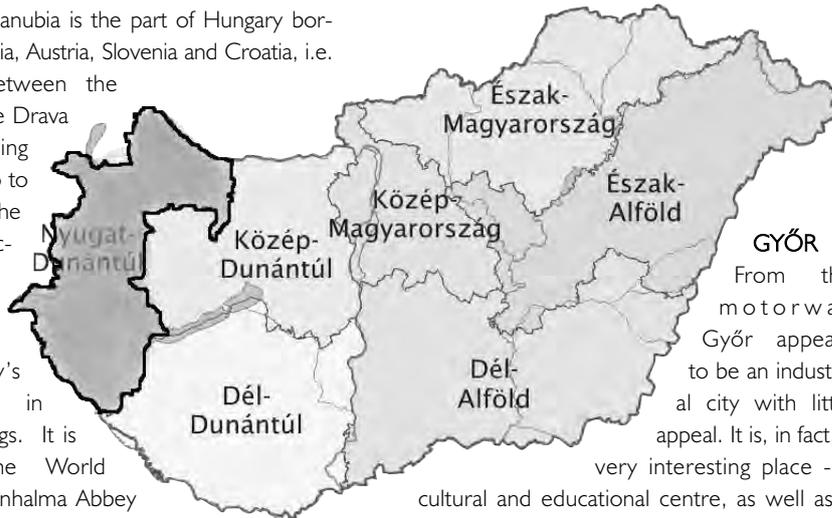 anubia is the part of Hungary bor-
ia, Austria, Slovenia and Croatia, i.e.
etween the
e Drava
ing
o to
he
c-
y's
in
gs. It is
ne World
nhalma Abbey
Észak-
Magyarország
Közép-
Magyarország
Észak-
Alföld
Nyugat-
Dunántúl
Közép-
Dunántúl
Dél-
Dunántúl
Dél-
Alföld
GYŐR
From th
motorwa
Győr appea
to be an indust
al city with litt
appeal. It is, in fact
very interesting place -
cultural and educational centre, as well as